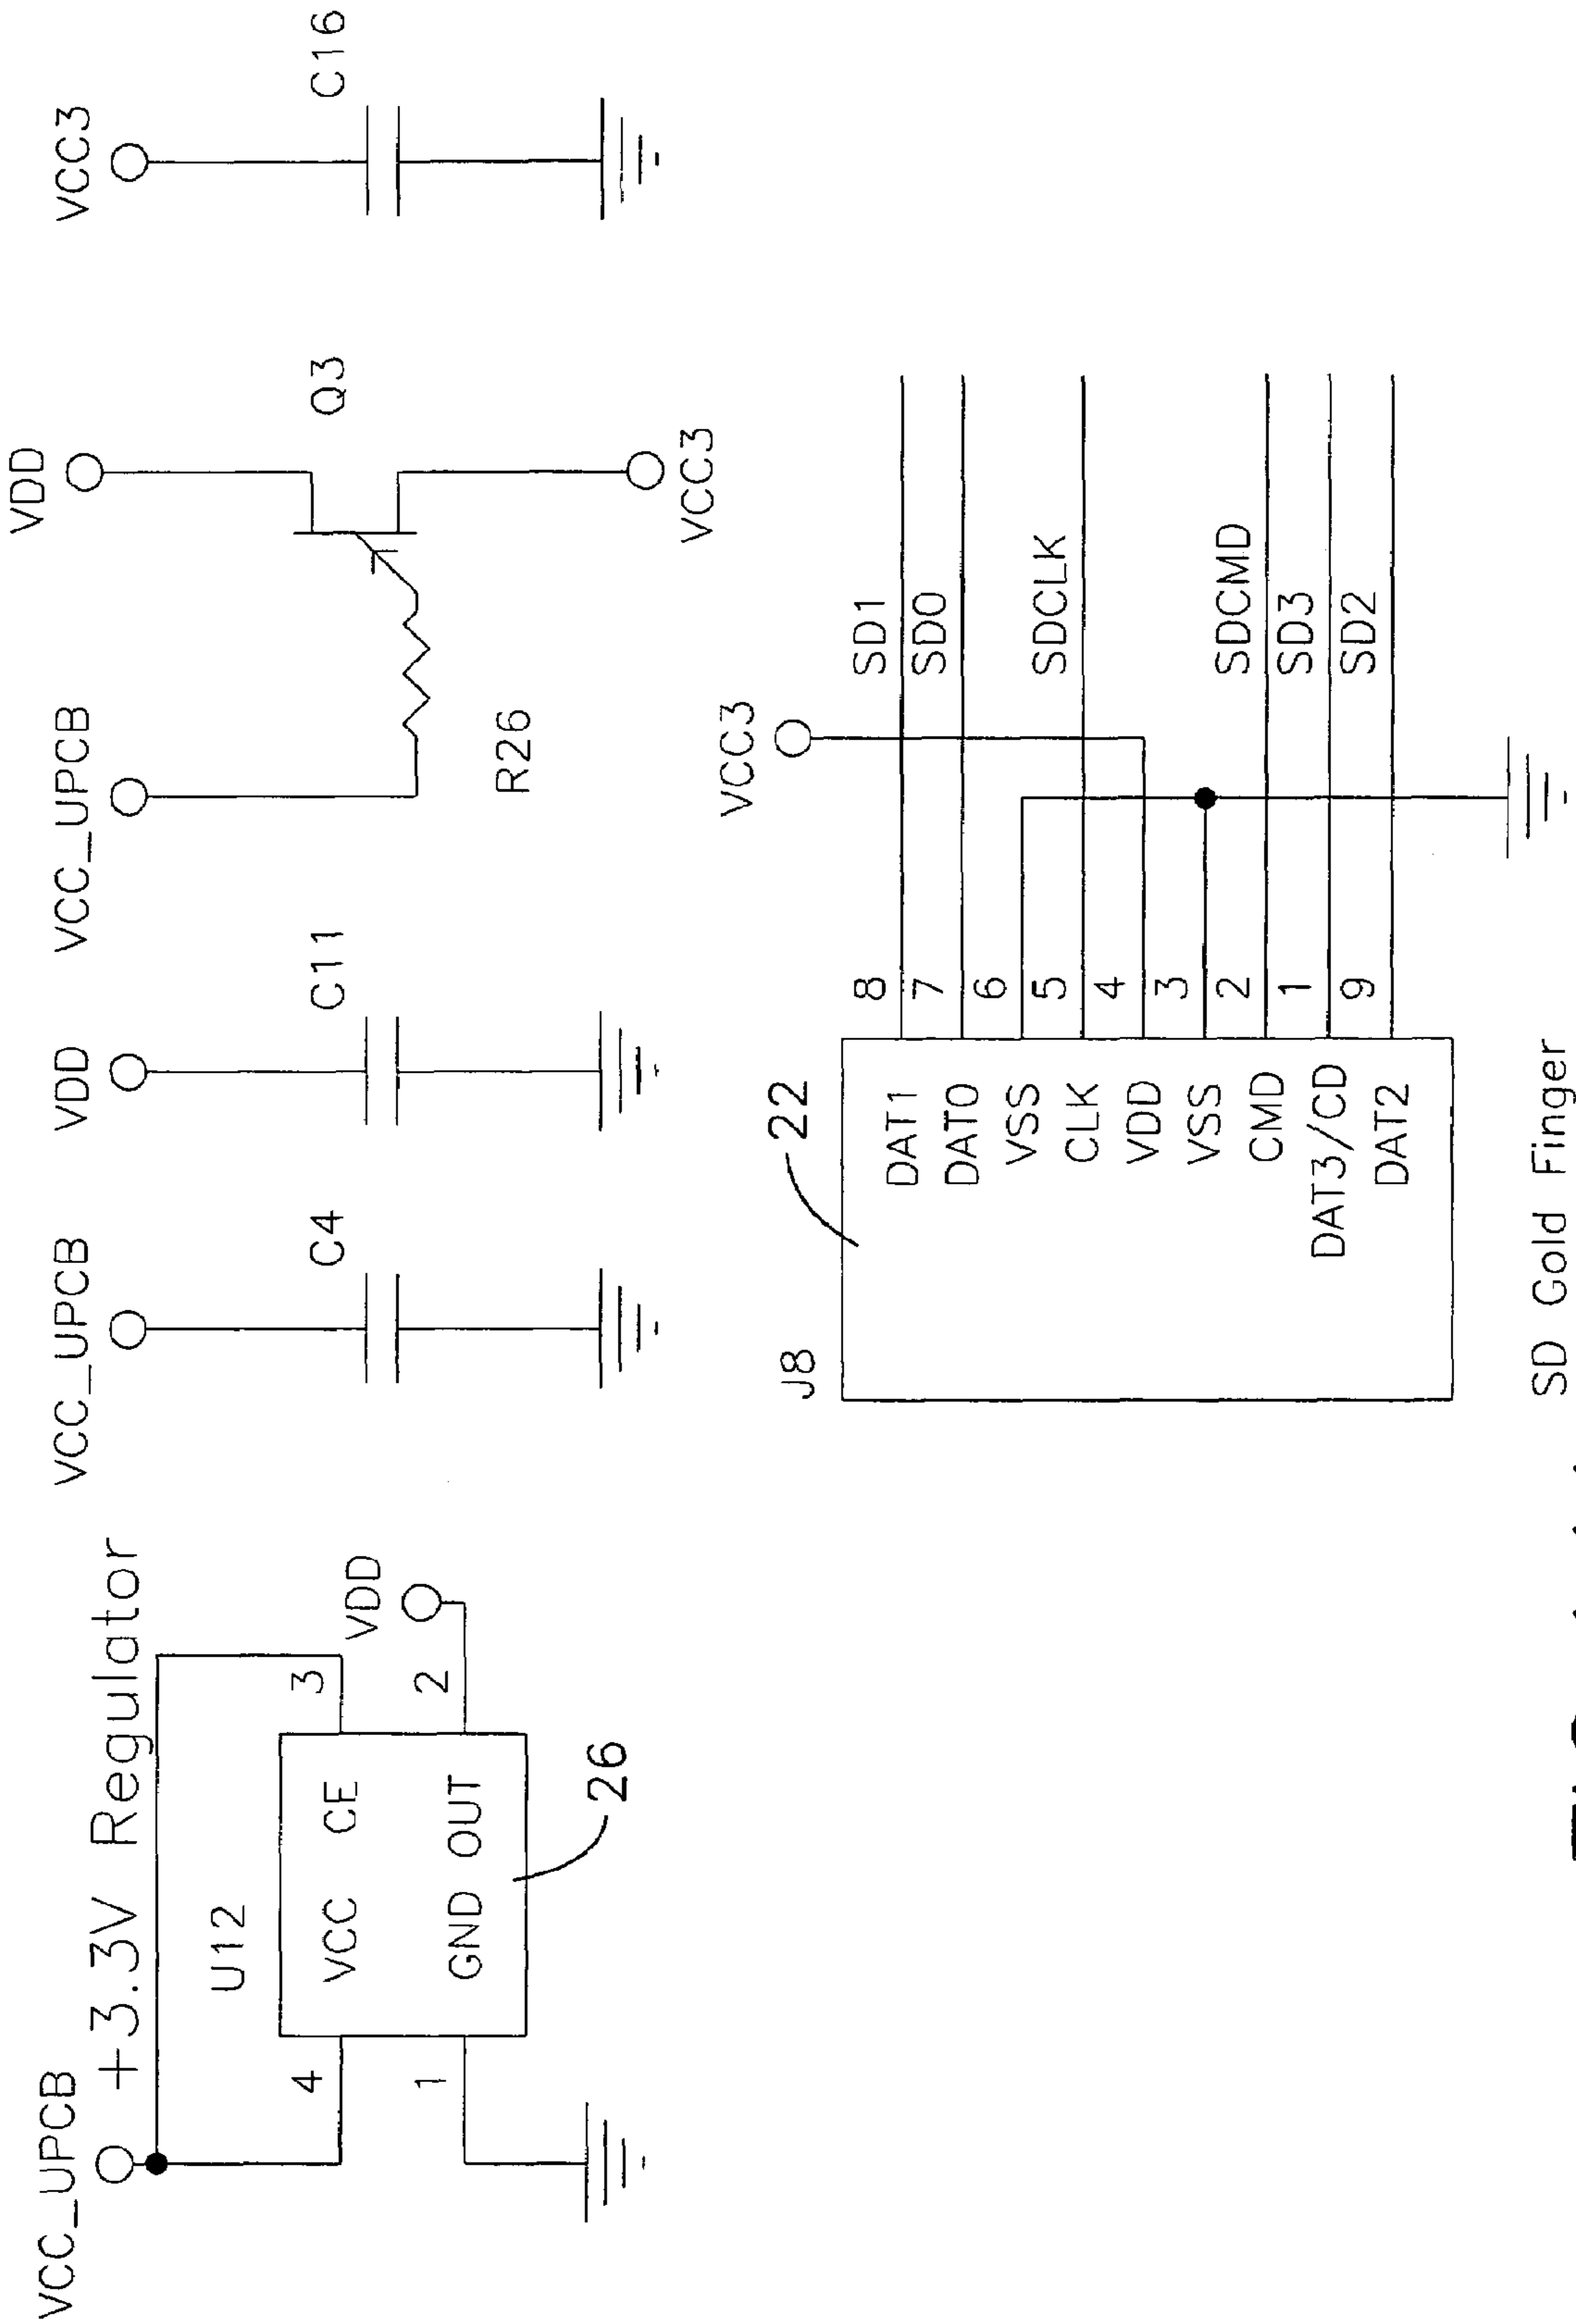 VCC_UPCB
+3.3V Regulator
U12
4
VCC CE
3
VDD
1
GND OUT
2
26
VCC_UPCB
C4
VDD
C11
VCC_UPCB
R26
VDD
Q3
VCC3
VCC3
C16
J8
22
VCC3
DAT1 8 SD1
DAT0 7 SD0
VSS 6
CLK 5 SDCLK
VDD 4
VSS 3
CMD 2 SDCMD
DAT3/CD 1 SD3
DAT2 9 SD2
SD Gold Finger